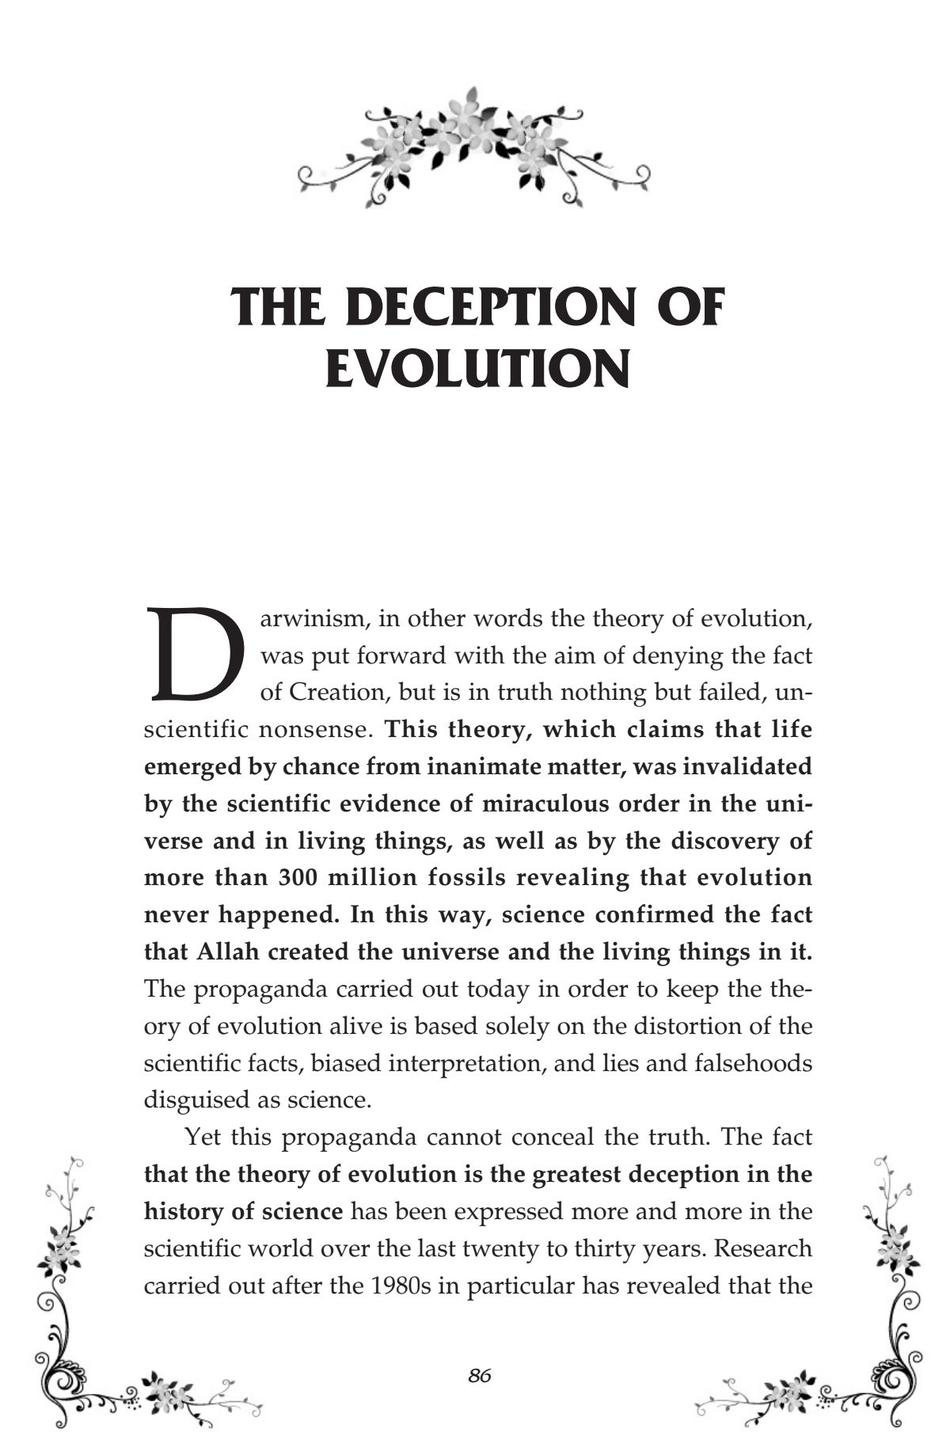 THE DECEPTION OF
EVOLUTION
Darwinism, in other words the theory of evolution,
was put forward with the aim of denying the fact
of Creation, but is in truth nothing but failed, un-
scientific nonsense. This theory, which claims that life
emerged by chance from inanimate matter, was invalidated
by the scientific evidence of miraculous order in the uni-
verse and in living things, as well as by the discovery of
more than 300 million fossils revealing that evolution
never happened. In this way, science confirmed the fact
that Allah created the universe and the living things in it.
The propaganda carried out today in order to keep the the-
ory of evolution alive is based solely on the distortion of the
scientific facts, biased interpretation, and lies and falsehoods
disguised as science.
Yet this propaganda cannot conceal the truth. The fact
that the theory of evolution is the greatest deception in the
history of science has been expressed more and more in the
scientific world over the last twenty to thirty years. Research
carried out after the 1980s in particular has revealed that the
86